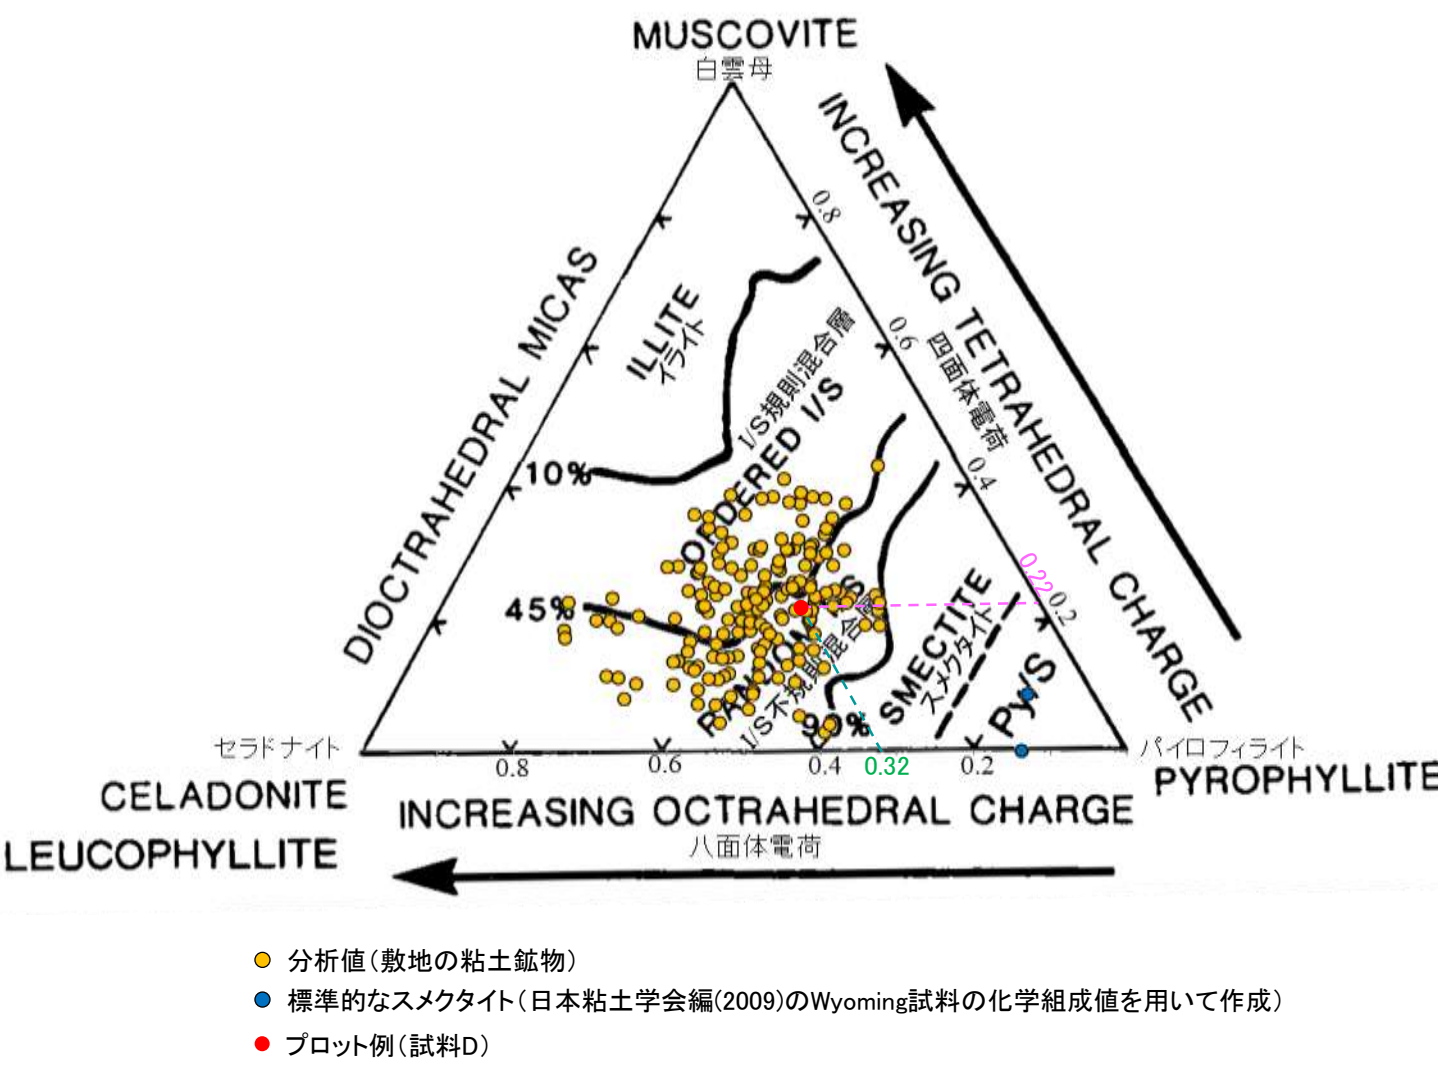 MUSCOVITE
白雲母
INCREASING TETRAHEDRAL CHARGE
四面体電荷
DIOCTRAHEDRAL MICAS
0.8
0.6
0.4
0.22
0.2
ILLITE
イライト
I/S規則混合層
ORDERED I/S
10%
45%
I/S不規則混合層
90%
SMECTITE
スメクタイト
Py/S
セラドナイト
CELADONITE
LEUCOPHYLLITE
パイロフィライト
PYROPHYLLITE
0.8
0.6
0.4
0.32
0.2
INCREASING OCTRAHEDRAL CHARGE
八面体電荷
分析値（敷地の粘土鉱物）
標準的なスメクタイト（日本粘土学会編(2009)のWyoming試料の化学組成値を用いて作成）
プロット例（試料D）